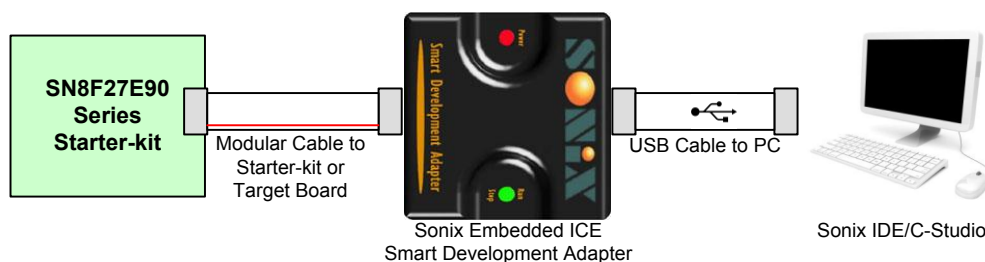 SN8F27E90
Series
Starter-kit
Modular Cable to
Starter-kit or
Target Board
Power
SONiX
Smart Development Adapter
Run
Stop
Sonix Embedded ICE
Smart Development Adapter
USB Cable to PC
Sonix IDE/C-Studio